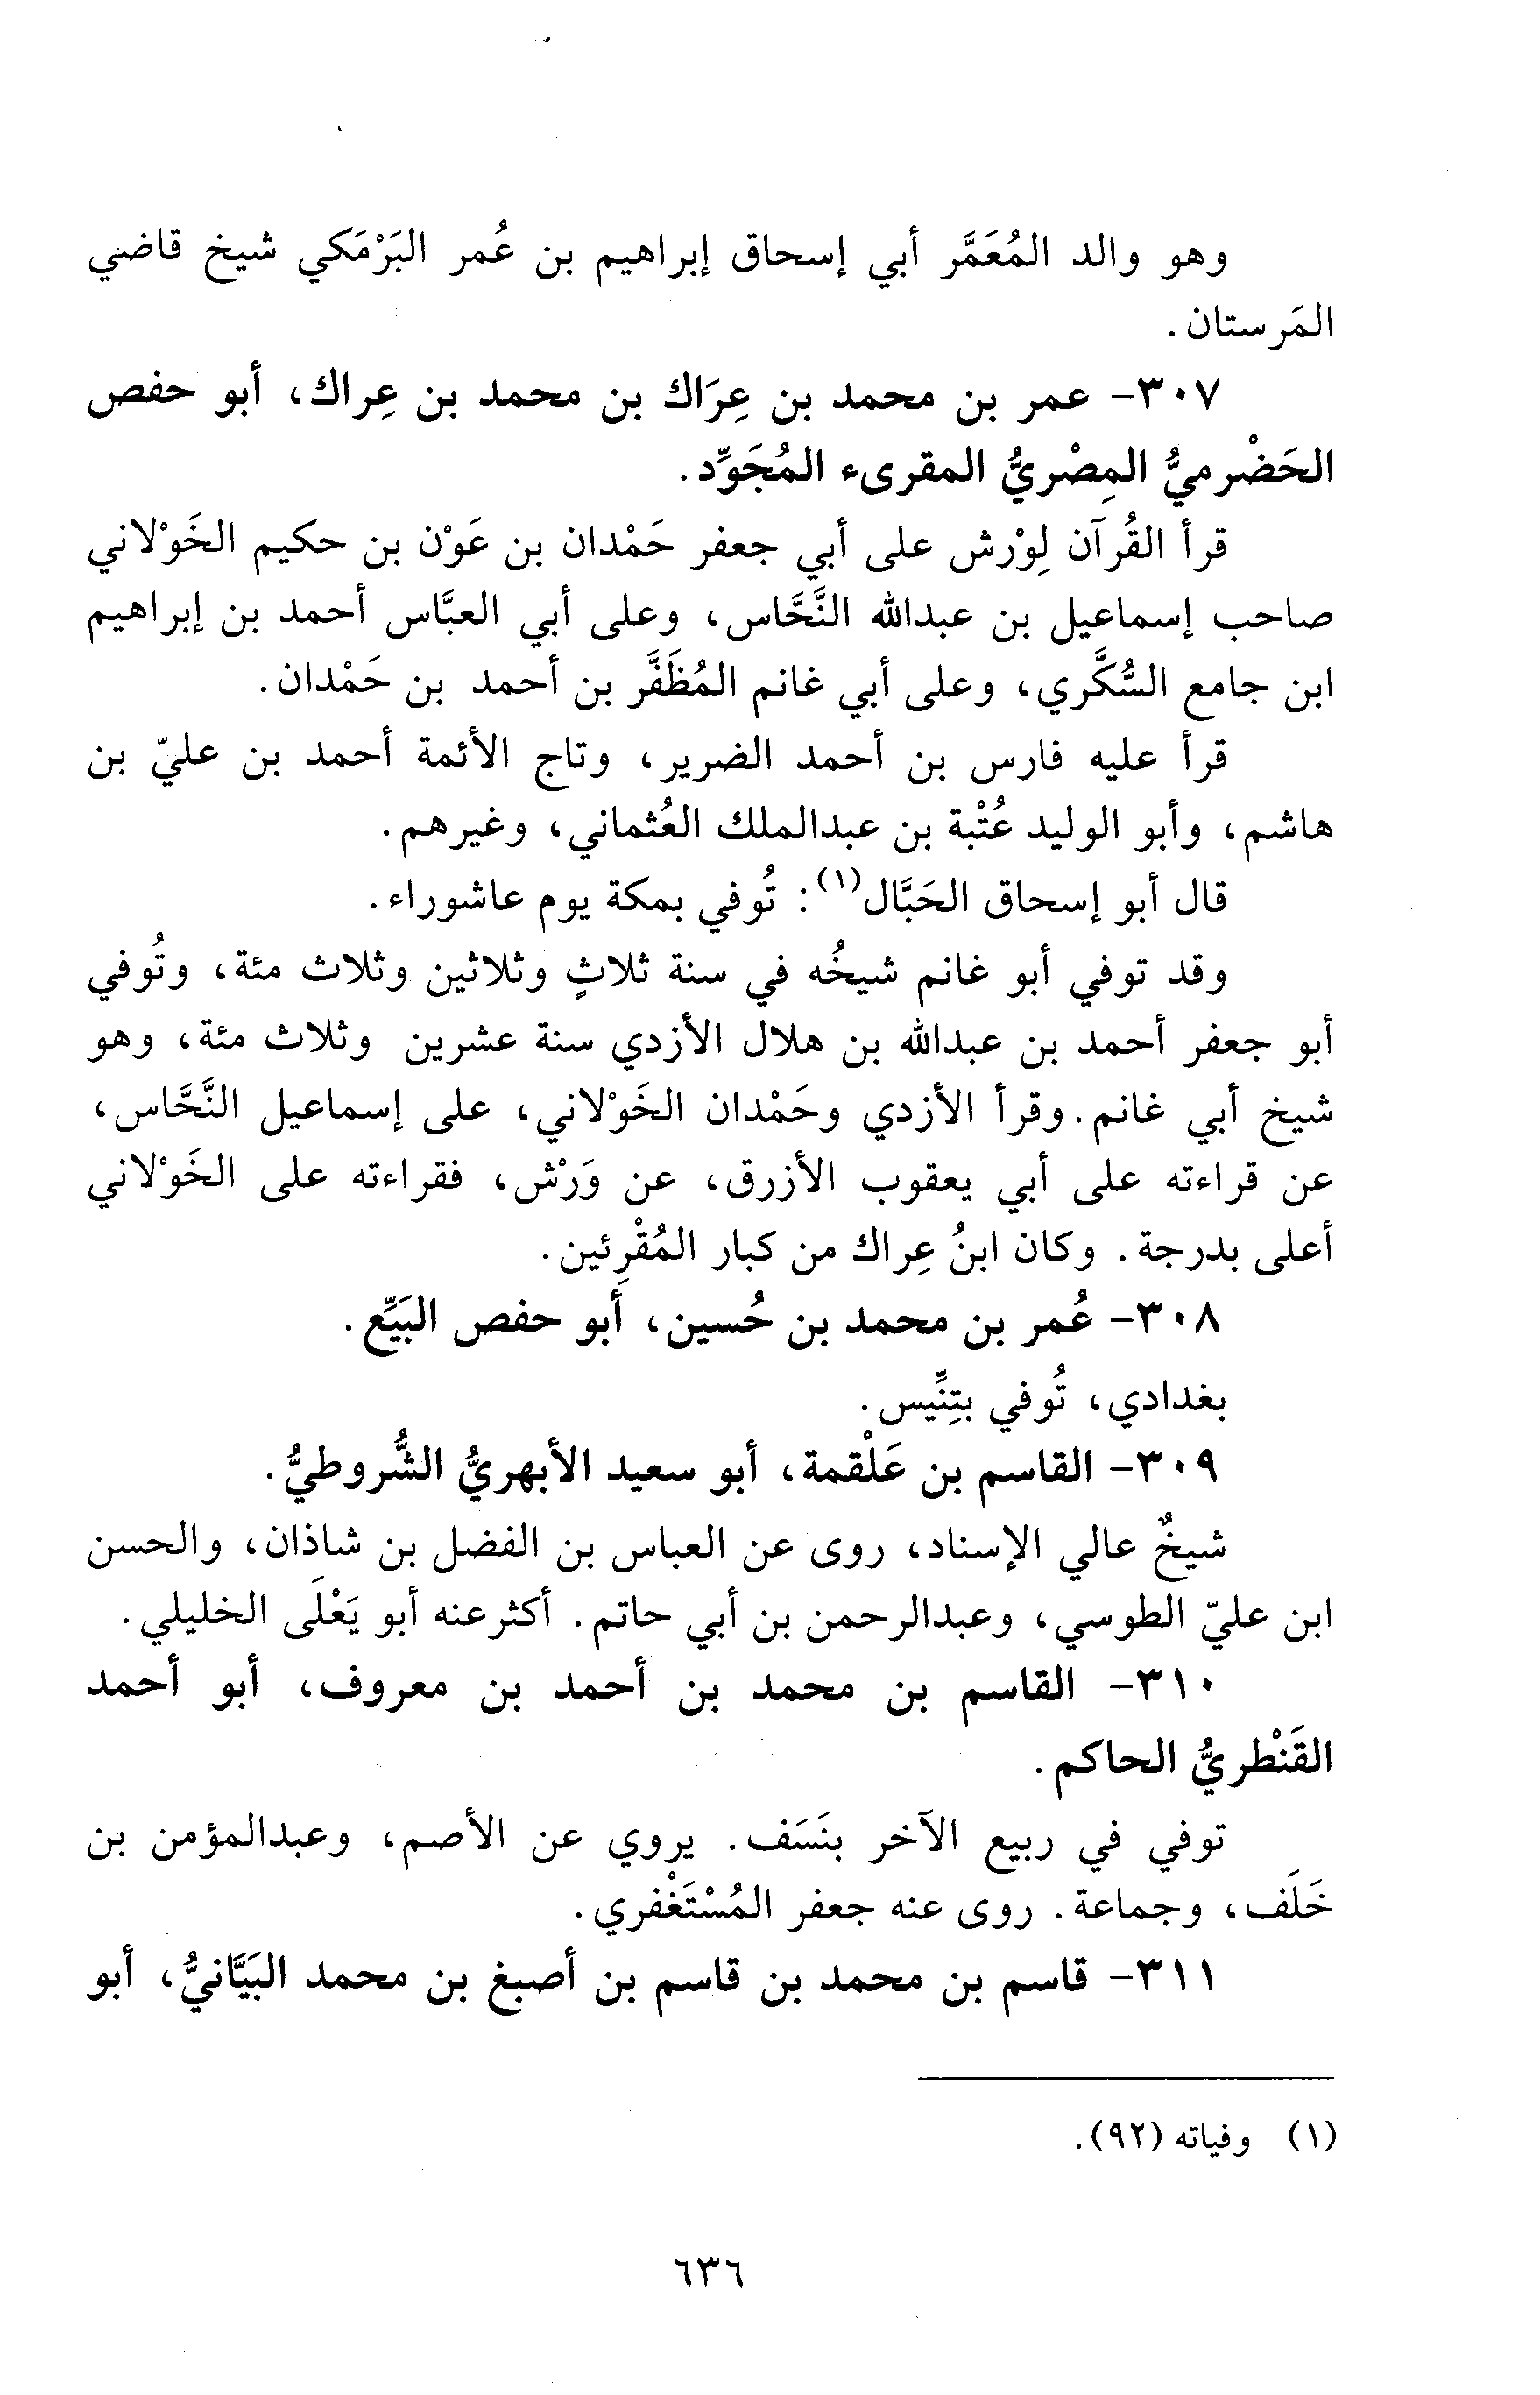 وهو والد المُعَمَّر أبي إسحاق إبراهيم بن عُمر البَرْمَكي شيخ قاضي
المَرستان.
٣٠٧- عمر بن محمد بن عِرَاك بن محمد بن عِراك، أبو حفص
الحَضْرميُّ المِصْريُّ المقرىء المُجَوِّد.
قرأ القُرآن لِوْرش على أبي جعفر حَمْدان بن عَوْن بن حكيم الخَوْلاني
صاحب إسماعيل بن عبدالله النَّحَّاس، وعلى أبي العبَّاس أحمد بن إبراهيم
ابن جامع السُّكَّري، وعلى أبي غانم المُظَفَّر بن أحمد بن حَمْدان.
قرأ عليه فارس بن أحمد الضرير، وتاج الأئمة أحمد بن عليّ بن
هاشم، وأبو الوليد عُتْبة بن عبدالملك العُثماني، وغيرهم.
قال أبو إسحاق الحَبَّال(١): تُوفي بمكة يوم عاشوراء.
وقد توفي أبو غانم شيخُه في سنة ثلاثٍ وثلاثين وثلاث مئة، وتُوفي
أبو جعفر أحمد بن عبدالله بن هلال الأزدي سنة عشرين وثلاث مئة، وهو
شيخ أبي غانم. وقرأ الأزدي وحَمْدان الخَوْلاني، على إسماعيل النَّحَّاس،
عن قراءته على أبي يعقوب الأزرق، عن وَرْش، فقراءته على الخَوْلاني
أعلى بدرجة. وكان ابنُ عِراك من كبار المُقْرِئين.
٣٠٨- عُمر بن محمد بن حُسين، أبو حفص البَيِّع.
بغدادي، تُوفي بتِنِّيس.
٣٠٩- القاسم بن عَلْقمة، أبو سعيد الأبهريُّ الشُّروطيُّ.
شيخٌ عالي الإسناد، روى عن العباس بن الفضل بن شاذان، والحسن
ابن عليّ الطوسي، وعبدالرحمن بن أبي حاتم. أكثر عنه أبو يَعْلَى الخليلي.
٣١٠- القاسم بن محمد بن أحمد بن معروف، أبو أحمد
القَنْطريُّ الحاكم.
توفي في ربيع الآخر بنَسَف. يروي عن الأصم، وعبدالمؤمن بن
خَلَف، وجماعة. روى عنه جعفر المُسْتَغْفري.
٣١١- قاسم بن محمد بن قاسم بن أصبغ بن محمد البَيَّانيُّ، أبو
(١) وفياته (٩٢).
٦٣٦